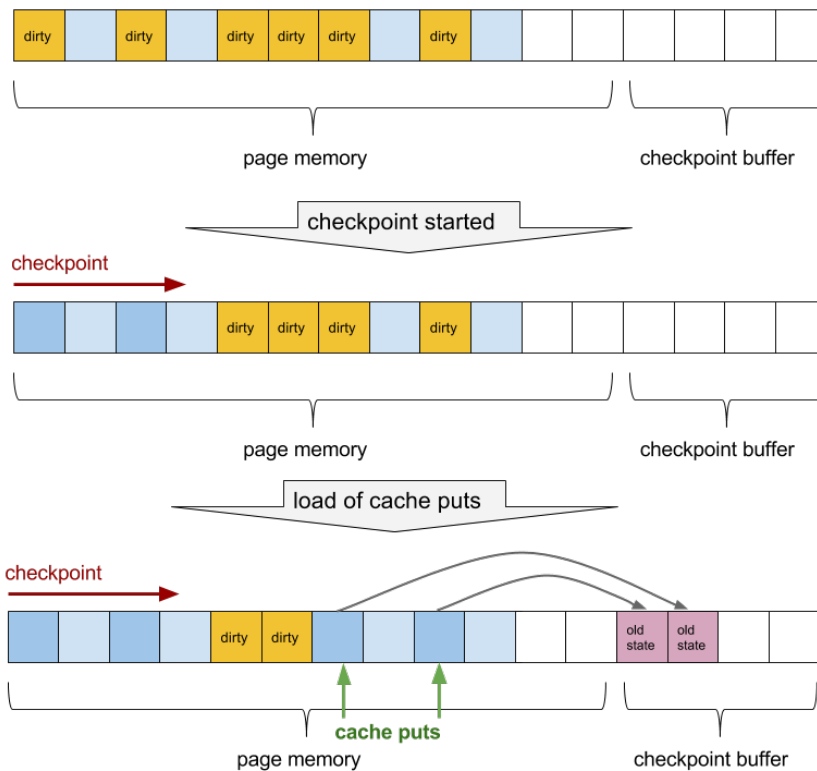 dirty dirty dirty dirty dirty dirty
page memory checkpoint buffer
checkpoint started
checkpoint
dirty dirty dirty dirty
page memory checkpoint buffer
load of cache puts
checkpoint
dirty dirty old state old state
cache puts
page memory checkpoint buffer